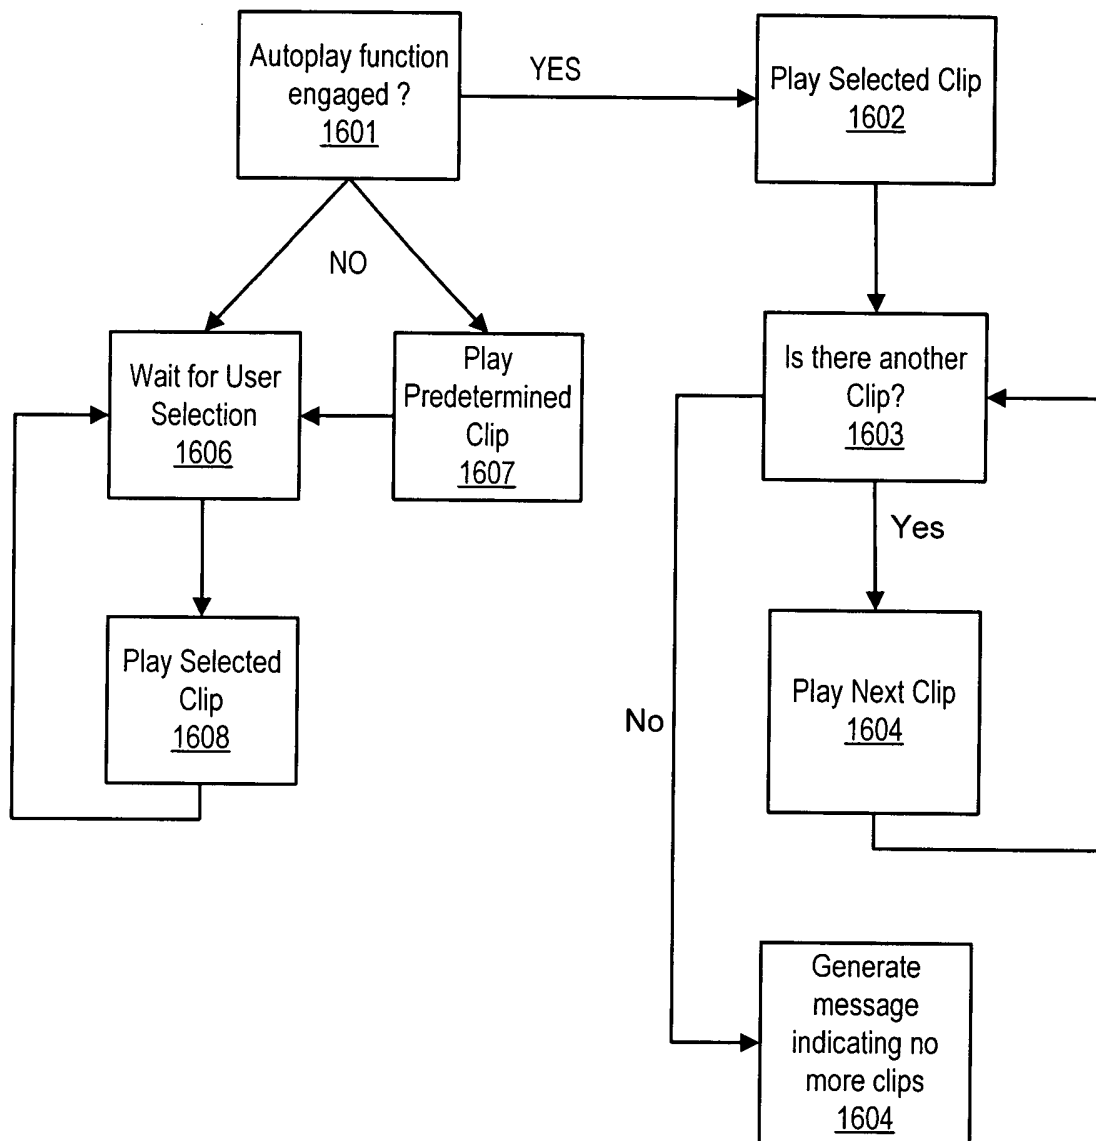 Autoplay function
engaged ?
1601
YES
Play Selected Clip
1602
NO
Wait for User
Selection
1606
Play
Predetermined
Clip
1607
Is there another
Clip?
1603
Yes
Play Selected
Clip
1608
No
Play Next Clip
1604
Generate
message
indicating no
more clips
1604